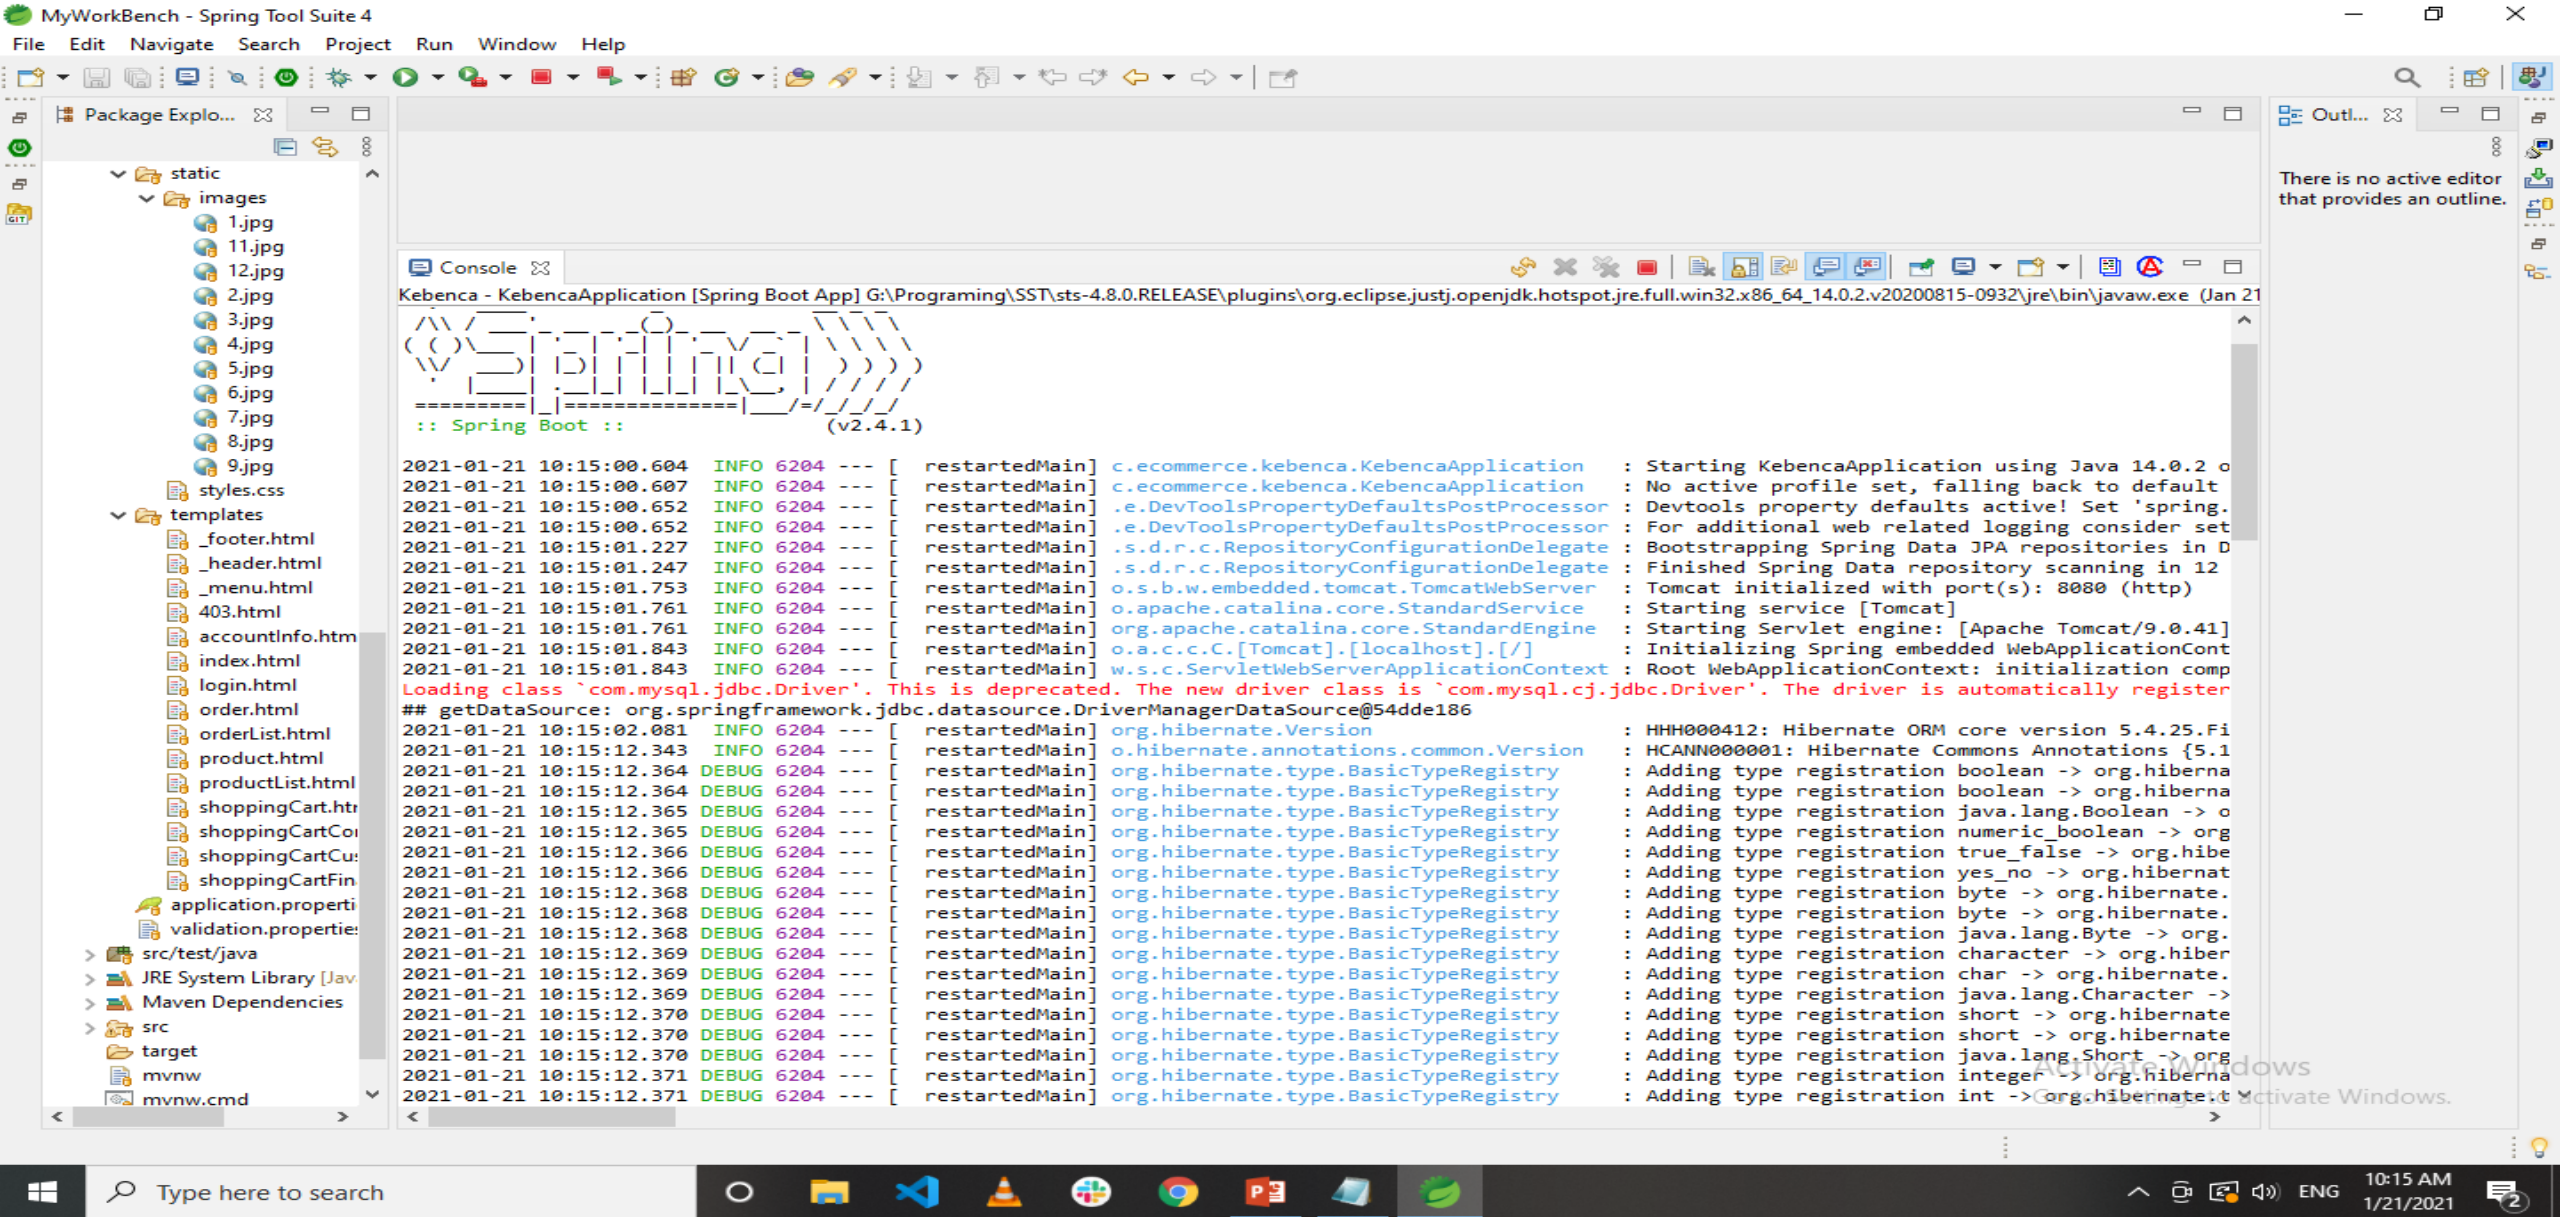 MyWorkBench - Spring Tool Suite 4
File Edit Navigate Search Project Run Window Help
Package Explo...
static
images
1.jpg
11.jpg
12.jpg
2.jpg
3.jpg
4.jpg
5.jpg
6.jpg
7.jpg
8.jpg
9.jpg
styles.css
templates
_footer.html
_header.html
_menu.html
403.html
accountInfo.htm
index.html
login.html
order.html
orderList.html
product.html
productList.html
shoppingCart.htr
shoppingCartCo
shoppingCartCu
shoppingCartFin
application.properti
validation.propertie
src/test/java
JRE System Library [Jav
Maven Dependencies
src
target
mvnw
mvnw.cmd
Console
Kebenca - KebencaApplication [Spring Boot App] G:\Programing\SST\sts-4.8.0.RELEASE\plugins\org.eclipse.justj.openjdk.hotspot.jre.full.win32.x86_64_14.0.2.v20200815-0932\jre\bin\javaw.exe (Jan 21
Spring
:: Spring Boot :: (v2.4.1)
2021-01-21 10:15:00.604 INFO 6204 --- [ restartedMain] c.ecommerce.kebenca.KebencaApplication : Starting KebencaApplication using Java 14.0.2 o
2021-01-21 10:15:00.607 INFO 6204 --- [ restartedMain] c.ecommerce.kebenca.KebencaApplication : No active profile set, falling back to default
2021-01-21 10:15:00.652 INFO 6204 --- [ restartedMain] .e.DevToolsPropertyDefaultsPostProcessor : Devtools property defaults active! Set 'spring.
2021-01-21 10:15:00.652 INFO 6204 --- [ restartedMain] .e.DevToolsPropertyDefaultsPostProcessor : For additional web related logging consider set
2021-01-21 10:15:01.227 INFO 6204 --- [ restartedMain] .s.d.r.c.RepositoryConfigurationDelegate : Bootstrapping Spring Data JPA repositories in D
2021-01-21 10:15:01.247 INFO 6204 --- [ restartedMain] .s.d.r.c.RepositoryConfigurationDelegate : Finished Spring Data repository scanning in 12
2021-01-21 10:15:01.753 INFO 6204 --- [ restartedMain] o.s.b.w.embedded.tomcat.TomcatWebServer : Tomcat initialized with port(s): 8080 (http)
2021-01-21 10:15:01.761 INFO 6204 --- [ restartedMain] o.apache.catalina.core.StandardService : Starting service [Tomcat]
2021-01-21 10:15:01.761 INFO 6204 --- [ restartedMain] org.apache.catalina.core.StandardEngine : Starting Servlet engine: [Apache Tomcat/9.0.41]
2021-01-21 10:15:01.843 INFO 6204 --- [ restartedMain] o.a.c.c.C.[Tomcat].[localhost].[/] : Initializing Spring embedded WebApplicationCont
2021-01-21 10:15:01.843 INFO 6204 --- [ restartedMain] w.s.c.ServletWebServerApplicationContext : Root WebApplicationContext: initialization comp
Loading class `com.mysql.jdbc.Driver'. This is deprecated. The new driver class is `com.mysql.cj.jdbc.Driver'. The driver is automatically register
## getDataSource: org.springframework.jdbc.datasource.DriverManagerDataSource@54dde186
2021-01-21 10:15:02.081 INFO 6204 --- [ restartedMain] org.hibernate.Version : HHH000412: Hibernate ORM core version 5.4.25.Fi
2021-01-21 10:15:12.343 INFO 6204 --- [ restartedMain] o.hibernate.annotations.common.Version : HCANN000001: Hibernate Commons Annotations {5.1
2021-01-21 10:15:12.364 DEBUG 6204 --- [ restartedMain] org.hibernate.type.BasicTypeRegistry : Adding type registration boolean -> org.hiberna
2021-01-21 10:15:12.364 DEBUG 6204 --- [ restartedMain] org.hibernate.type.BasicTypeRegistry : Adding type registration boolean -> org.hiberna
2021-01-21 10:15:12.365 DEBUG 6204 --- [ restartedMain] org.hibernate.type.BasicTypeRegistry : Adding type registration java.lang.Boolean -> o
2021-01-21 10:15:12.365 DEBUG 6204 --- [ restartedMain] org.hibernate.type.BasicTypeRegistry : Adding type registration numeric_boolean -> org
2021-01-21 10:15:12.366 DEBUG 6204 --- [ restartedMain] org.hibernate.type.BasicTypeRegistry : Adding type registration true_false -> org.hibe
2021-01-21 10:15:12.366 DEBUG 6204 --- [ restartedMain] org.hibernate.type.BasicTypeRegistry : Adding type registration yes_no -> org.hibernat
2021-01-21 10:15:12.368 DEBUG 6204 --- [ restartedMain] org.hibernate.type.BasicTypeRegistry : Adding type registration byte -> org.hibernate.
2021-01-21 10:15:12.368 DEBUG 6204 --- [ restartedMain] org.hibernate.type.BasicTypeRegistry : Adding type registration byte -> org.hibernate.
2021-01-21 10:15:12.368 DEBUG 6204 --- [ restartedMain] org.hibernate.type.BasicTypeRegistry : Adding type registration java.lang.Byte -> org.
2021-01-21 10:15:12.369 DEBUG 6204 --- [ restartedMain] org.hibernate.type.BasicTypeRegistry : Adding type registration character -> org.hiber
2021-01-21 10:15:12.369 DEBUG 6204 --- [ restartedMain] org.hibernate.type.BasicTypeRegistry : Adding type registration char -> org.hibernate.
2021-01-21 10:15:12.369 DEBUG 6204 --- [ restartedMain] org.hibernate.type.BasicTypeRegistry : Adding type registration java.lang.Character ->
2021-01-21 10:15:12.370 DEBUG 6204 --- [ restartedMain] org.hibernate.type.BasicTypeRegistry : Adding type registration short -> org.hibernate
2021-01-21 10:15:12.370 DEBUG 6204 --- [ restartedMain] org.hibernate.type.BasicTypeRegistry : Adding type registration short -> org.hibernate
2021-01-21 10:15:12.370 DEBUG 6204 --- [ restartedMain] org.hibernate.type.BasicTypeRegistry : Adding type registration java.lang.Short -> org
2021-01-21 10:15:12.371 DEBUG 6204 --- [ restartedMain] org.hibernate.type.BasicTypeRegistry : Adding type registration integer -> org.hiberna
2021-01-21 10:15:12.371 DEBUG 6204 --- [ restartedMain] org.hibernate.type.BasicTypeRegistry : Adding type registration int -> org.hibernate.t
Outl...
There is no active editor
that provides an outline.
Activate Windows
Go to Settings to activate Windows.
Type here to search
ENG
10:15 AM
1/21/2021
2